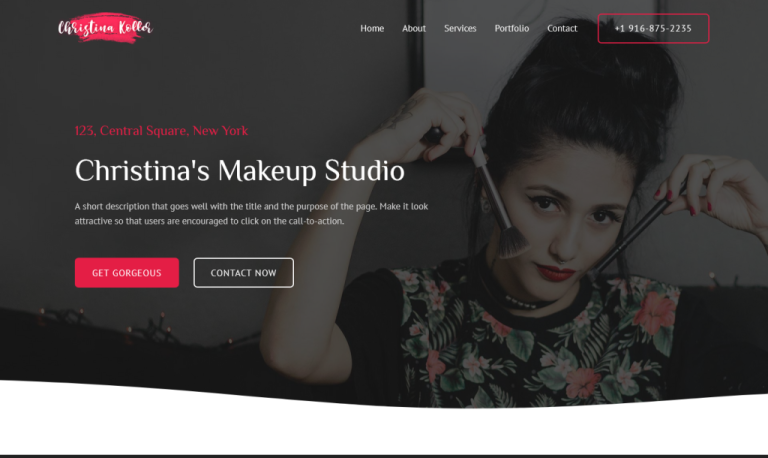 Christina Koller
Home About Services Portfolio Contact +1 916-875-2235
123, Central Square, New York
Christina's Makeup Studio
A short description that goes well with the title and the purpose of the page. Make it look
attractive so that users are encouraged to click on the call-to-action.
GET GORGEOUS CONTACT NOW